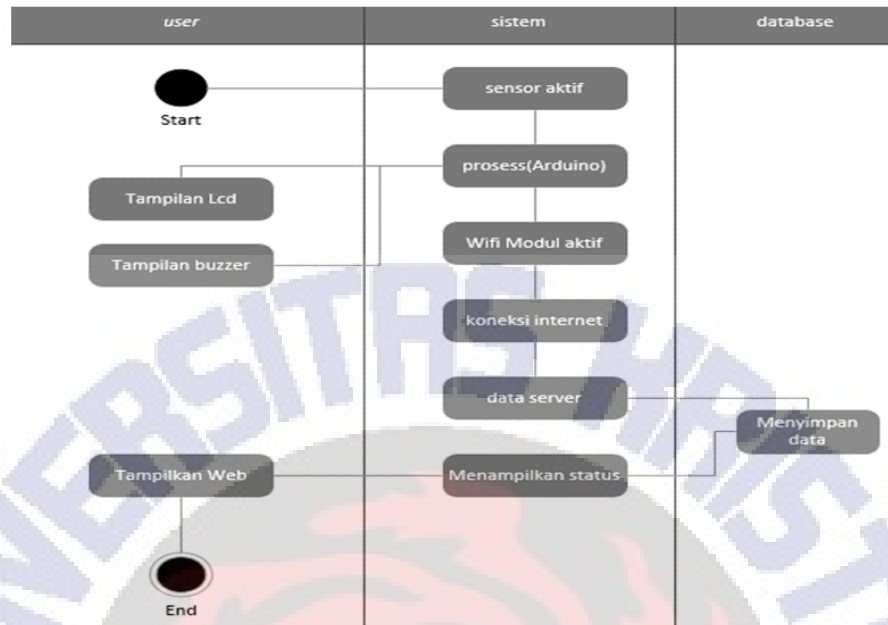 user
sistem
database
Start
sensor aktif
prosess(Arduino)
Tampilan Lcd
Wifi Modul aktif
Tampilan buzzer
koneksi internet
data server
Menyimpan
data
Tampilkan Web
Menampilkan status
End